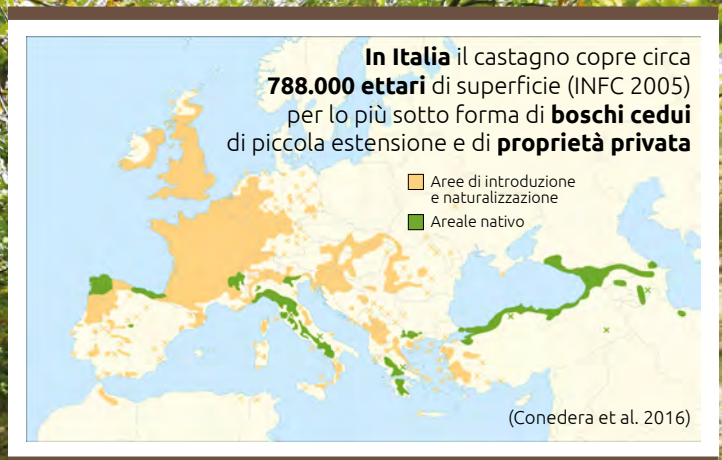 In Italia il castagno copre circa
788.000 ettari di superficie (INFC 2005)
per lo più sotto forma di boschi cedui
di piccola estensione e di proprietà privata
Aree di introduzione
e naturalizzazione
Areale nativo
(Conedera et al. 2016)